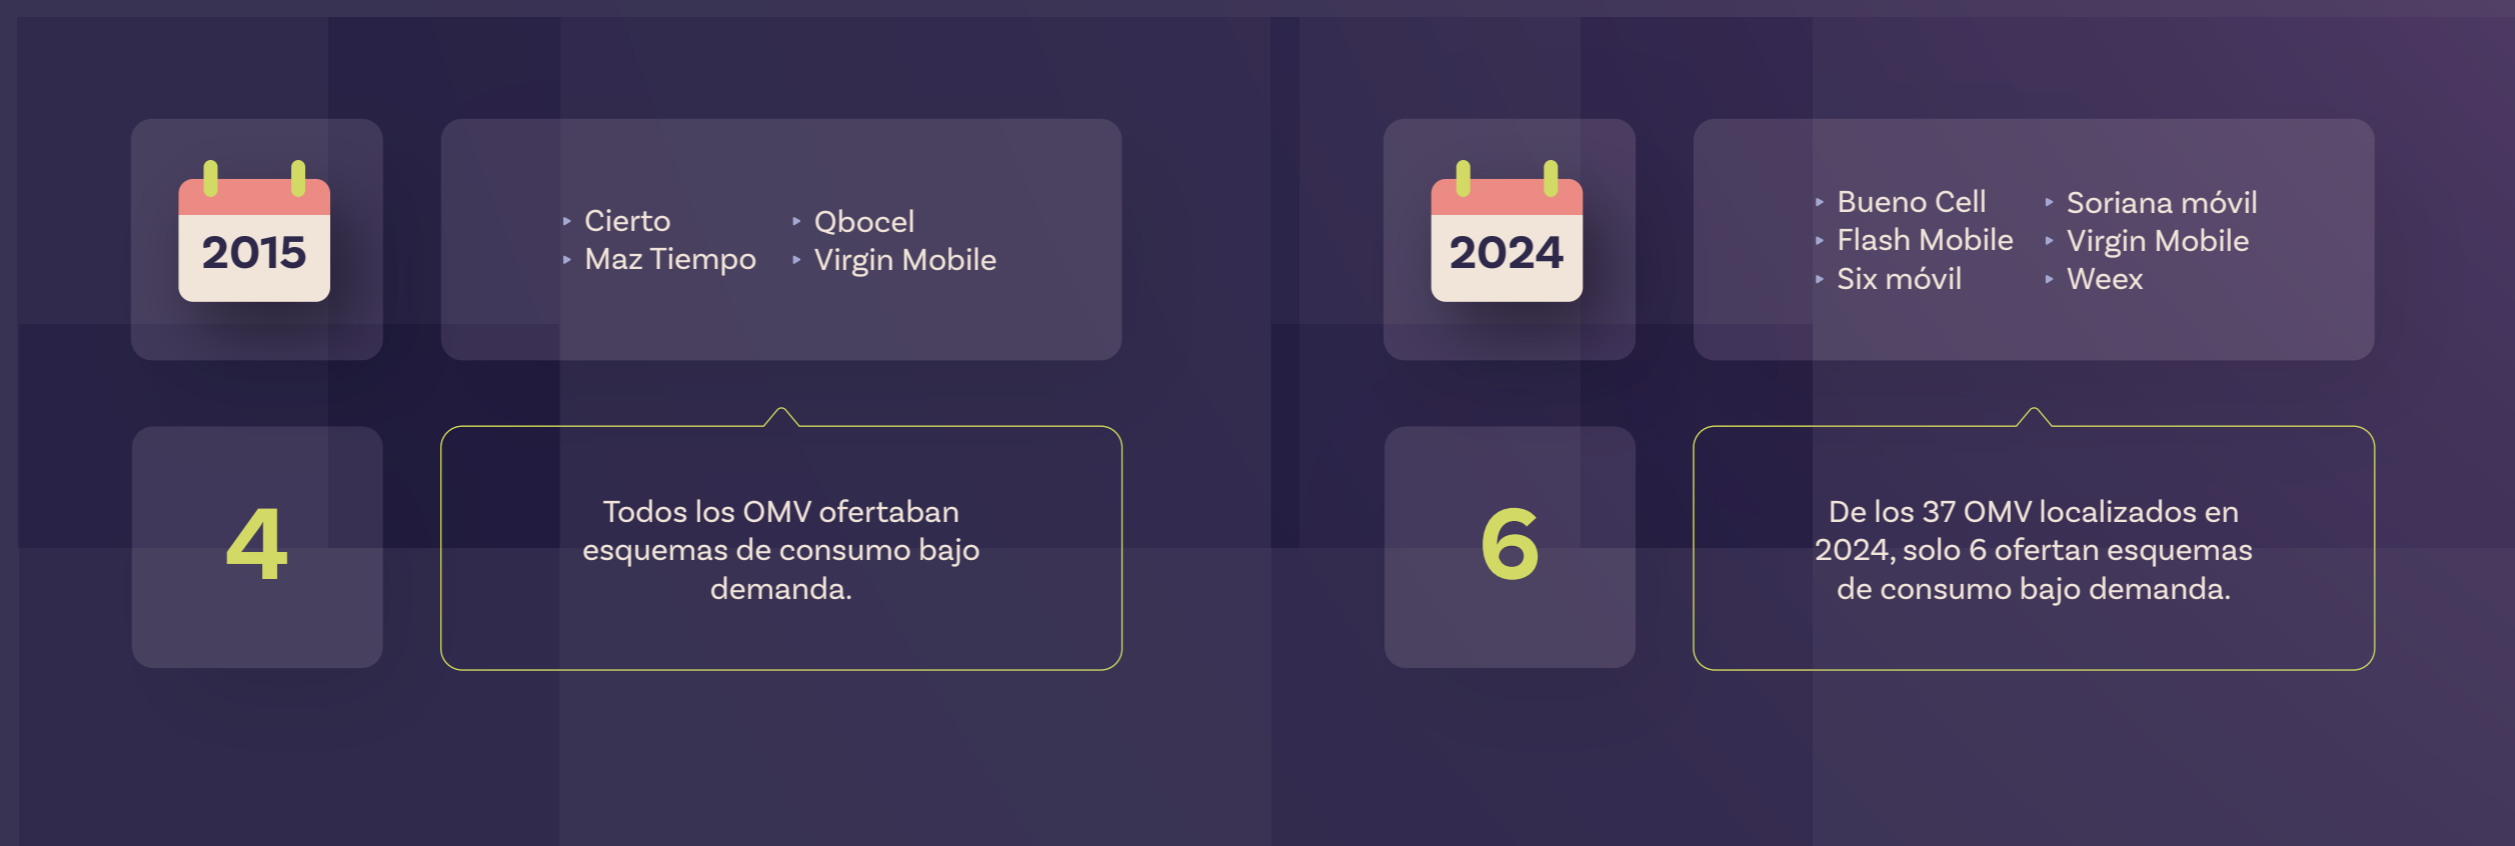 2015
Cierto
Maz Tiempo
Qbocel
Virgin Mobile
4
Todos los OMV ofertaban
esquemas de consumo bajo
demanda.
2024
Bueno Cell
Flash Mobile
Six móvil
Soriana móvil
Virgin Mobile
Weex
6
De los 37 OMV localizados en
2024, solo 6 ofertan esquemas
de consumo bajo demanda.